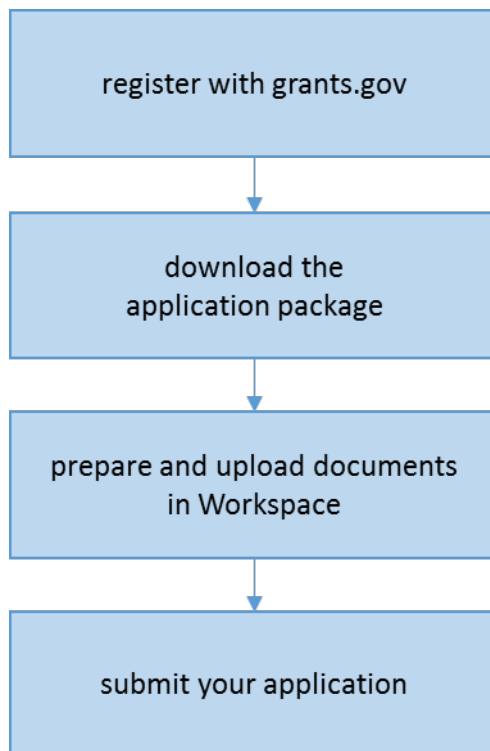 register with grants.gov
download the
application package
prepare and upload documents
in Workspace
submit your application